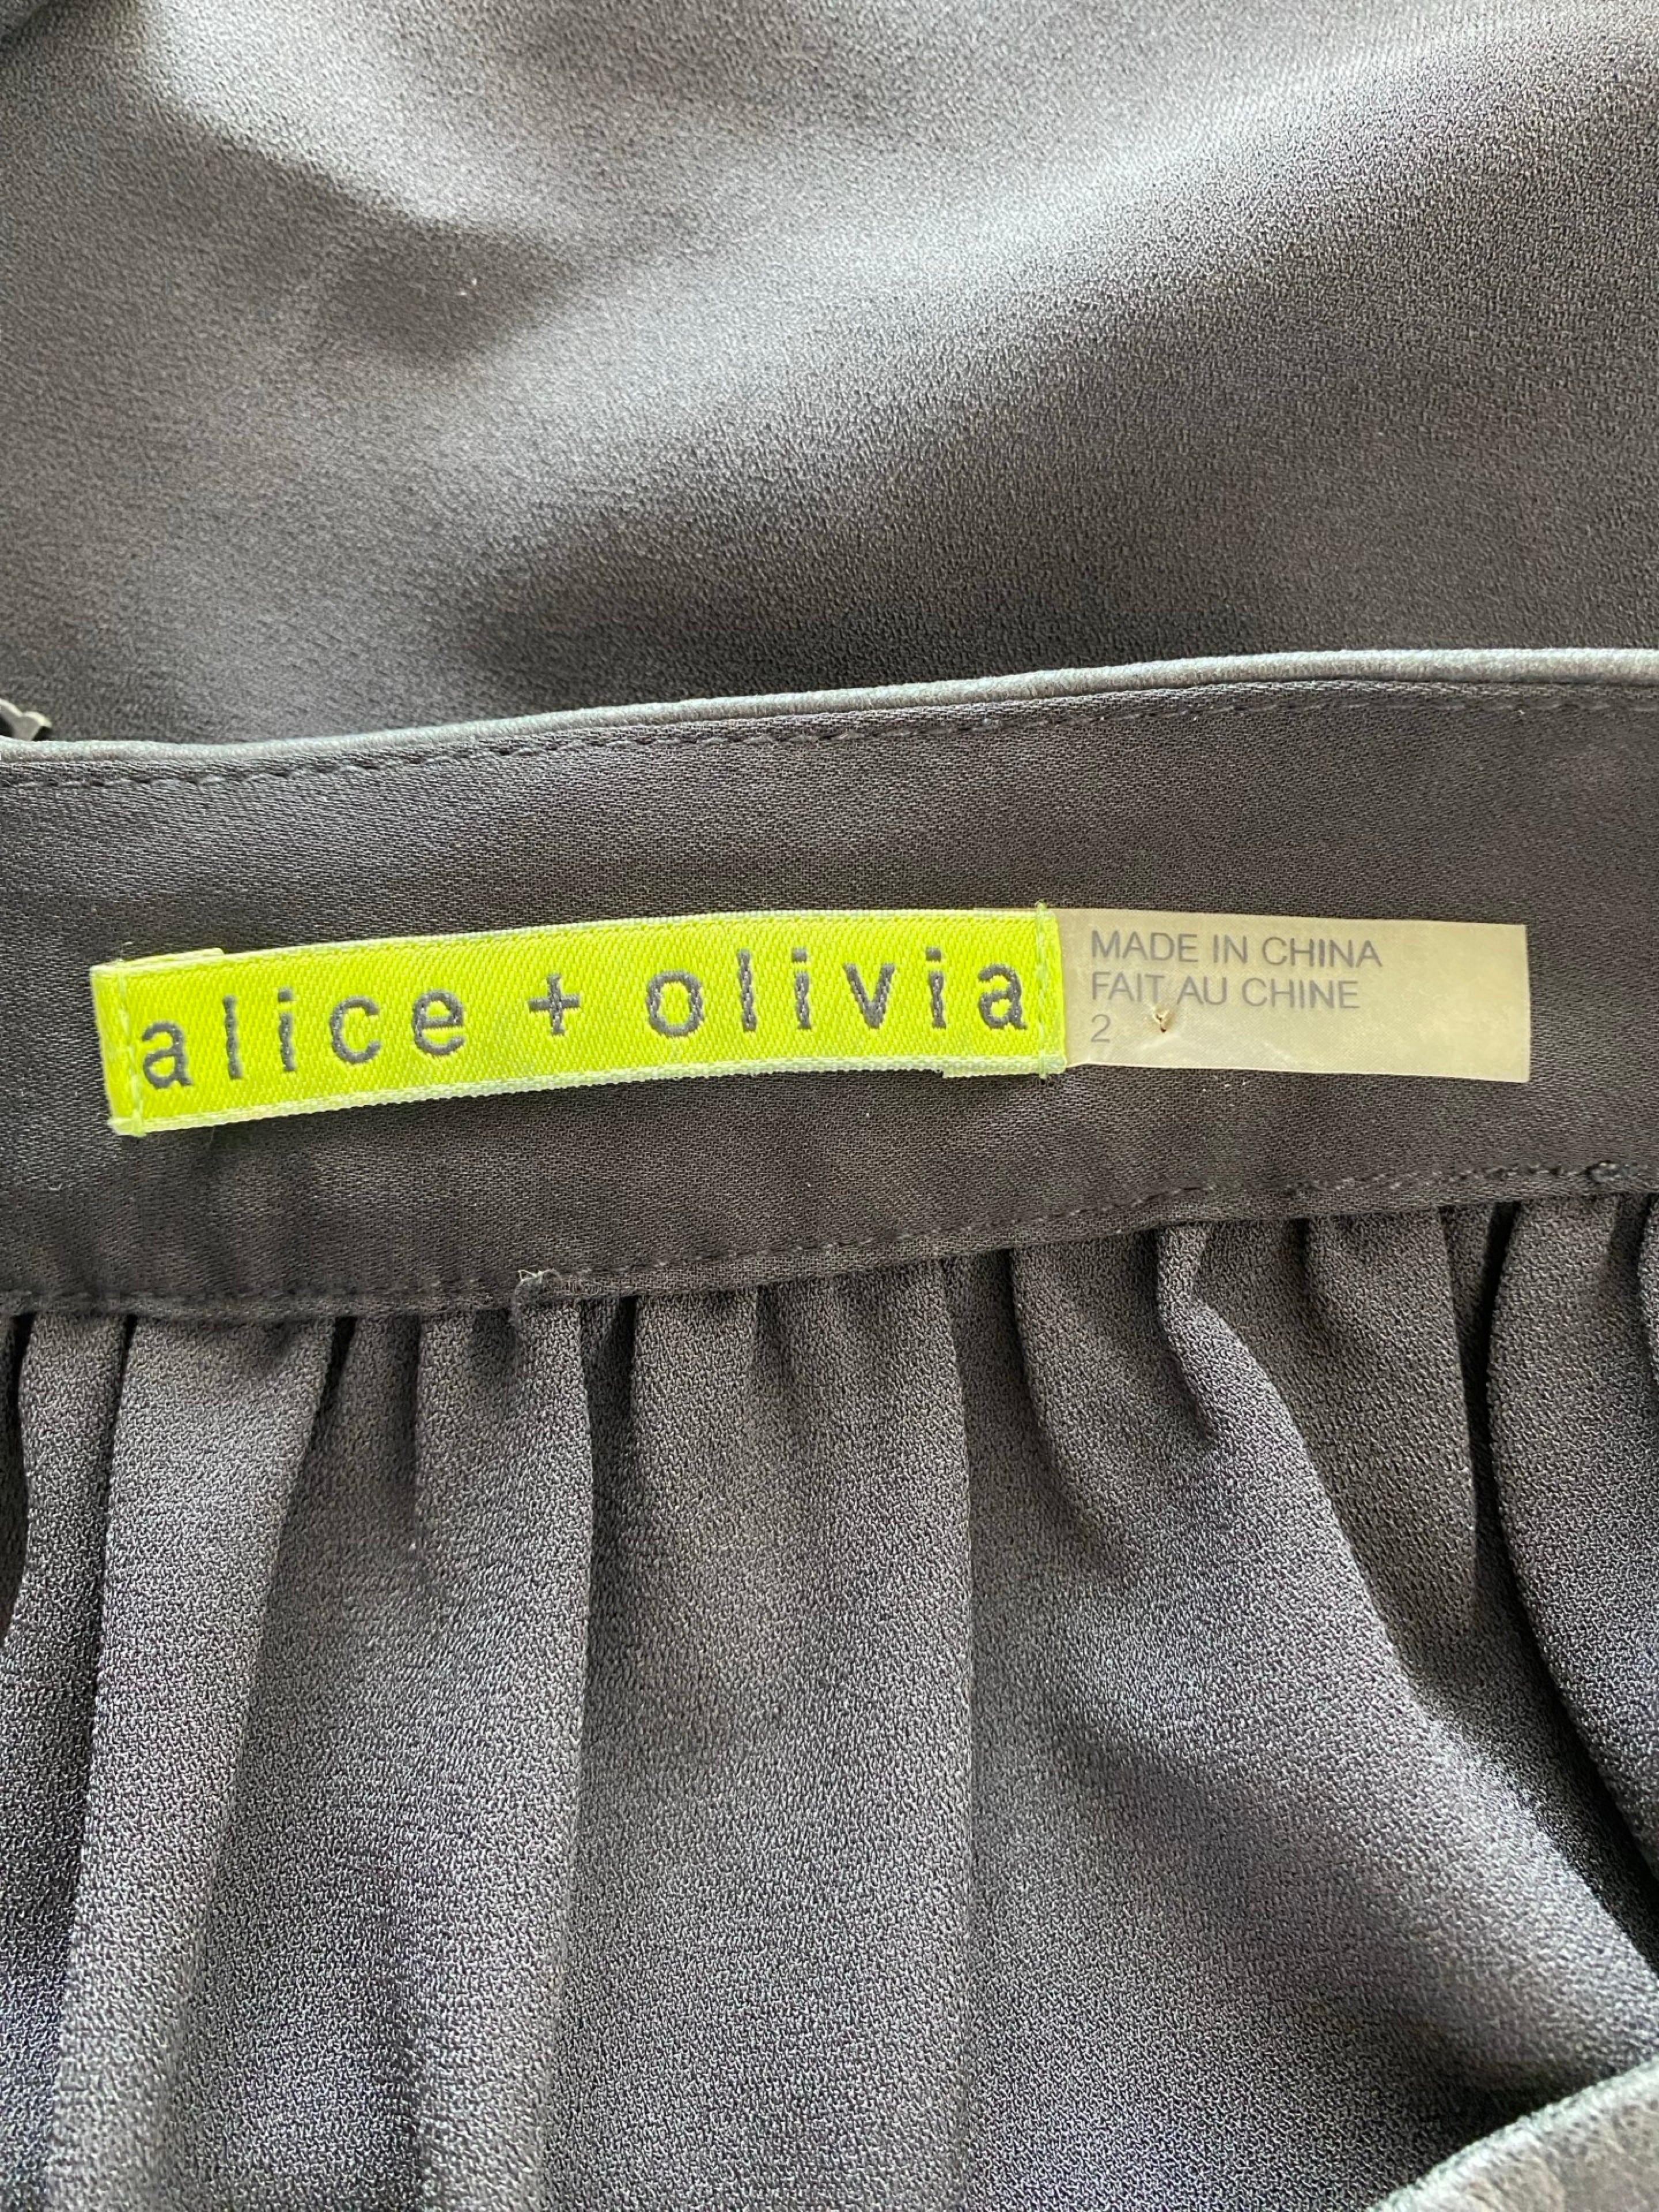 alice + olivia
MADE IN CHINA
FAIT AU CHINE
2